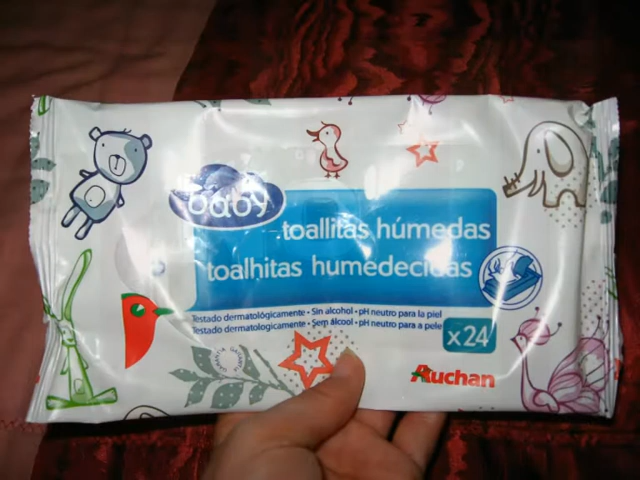 baby
toallitas húmedas
toalhitas humedecidas
Testado dermatológicamente • Sin alcohol • pH neutro para la piel
Testado dermatologicamente • Sem álcool • pH neutro para a pele
x24
Auchan